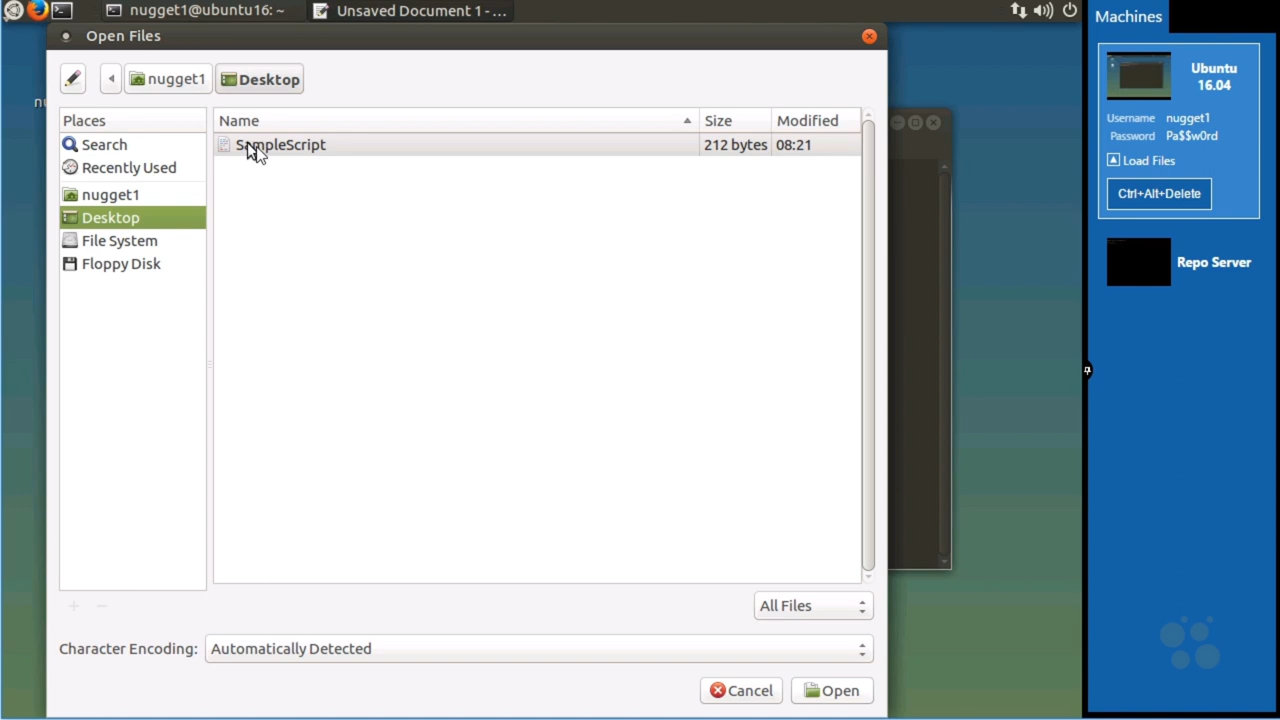 nugget1@ubuntu16: ~
Unsaved Document 1 - ...
Open Files
nugget1
Desktop
Places
Search
Recently Used
nugget1
Desktop
File System
Floppy Disk
Name
Size
Modified
SampleScript
212 bytes
08:21
All Files
Character Encoding:
Automatically Detected
Cancel
Open
Machines
Ubuntu
16.04
Username nugget1
Password Pa$$w0rd
Load Files
Ctrl+Alt+Delete
Repo Server